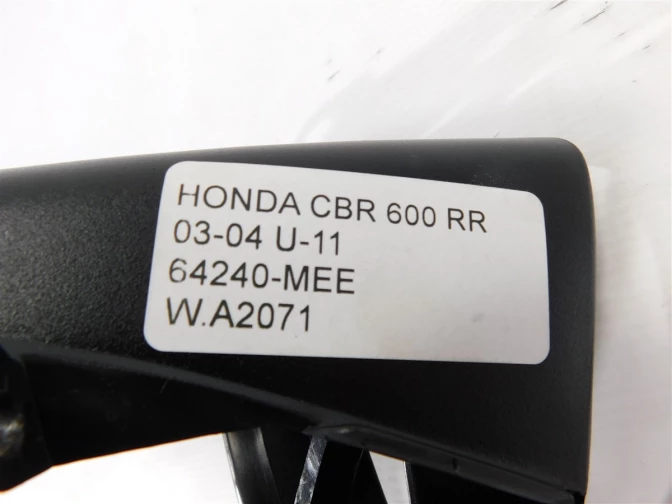 HONDA CBR 600 RR
03-04 U-11
64240-MEE
W.A2071